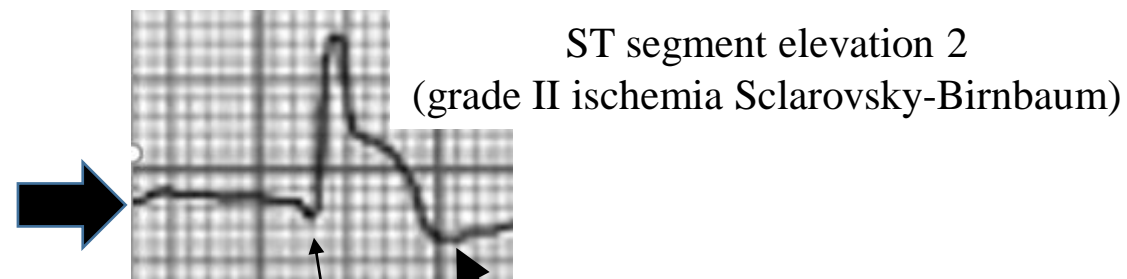 ST segment elevation 2
(grade II ischemia Sclarovsky-Birnbaum)